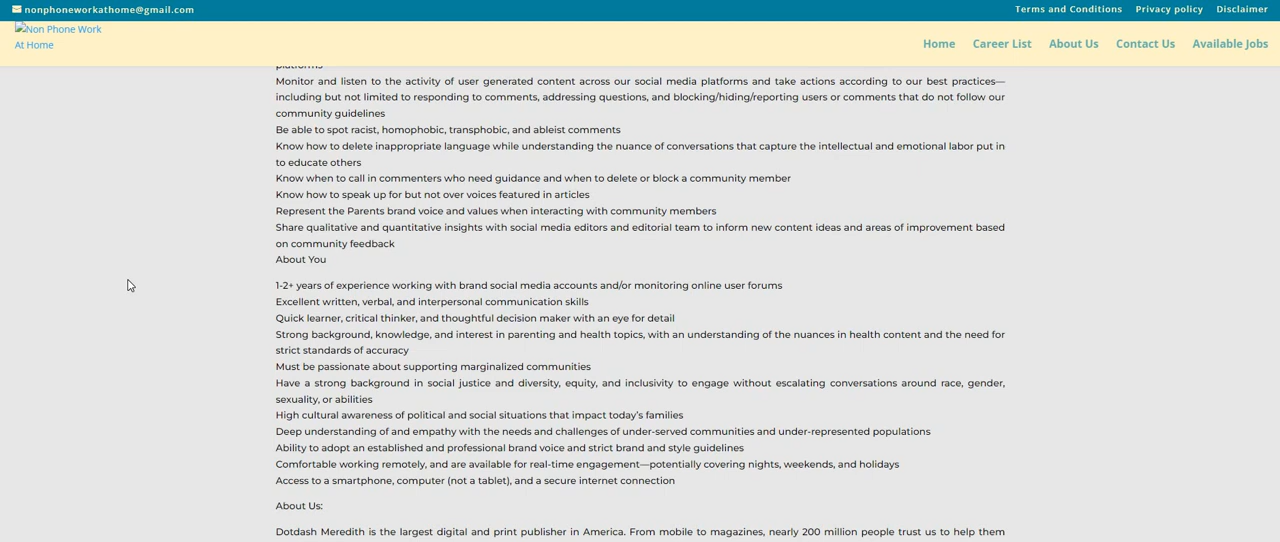 nonphoneworkathome@gmail.com
Terms and Conditions Privacy policy Disclaimer
Non Phone Work
At Home
Home Career List About Us Contact Us Available Jobs
platforms
Monitor and listen to the activity of user generated content across our social media platforms and take actions according to our best practices—
including but not limited to responding to comments, addressing questions, and blocking/hiding/reporting users or comments that do not follow our
community guidelines
Be able to spot racist, homophobic, transphobic, and ableist comments
Know how to delete inappropriate language while understanding the nuance of conversations that capture the intellectual and emotional labor put in
to educate others
Know when to call in commenters who need guidance and when to delete or block a community member
Know how to speak up for but not over voices featured in articles
Represent the Parents brand voice and values when interacting with community members
Share qualitative and quantitative insights with social media editors and editorial team to inform new content ideas and areas of improvement based
on community feedback
About You
1-2+ years of experience working with brand social media accounts and/or monitoring online user forums
Excellent written, verbal, and interpersonal communication skills
Quick learner, critical thinker, and thoughtful decision maker with an eye for detail
Strong background, knowledge, and interest in parenting and health topics, with an understanding of the nuances in health content and the need for
strict standards of accuracy
Must be passionate about supporting marginalized communities
Have a strong background in social justice and diversity, equity, and inclusivity to engage without escalating conversations around race, gender,
sexuality, or abilities
High cultural awareness of political and social situations that impact today's families
Deep understanding of and empathy with the needs and challenges of under-served communities and under-represented populations
Ability to adopt an established and professional brand voice and strict brand and style guidelines
Comfortable working remotely, and are available for real-time engagement—potentially covering nights, weekends, and holidays
Access to a smartphone, computer (not a tablet), and a secure internet connection
About Us:
Dotdash Meredith is the largest digital and print publisher in America. From mobile to magazines, nearly 200 million people trust us to help them